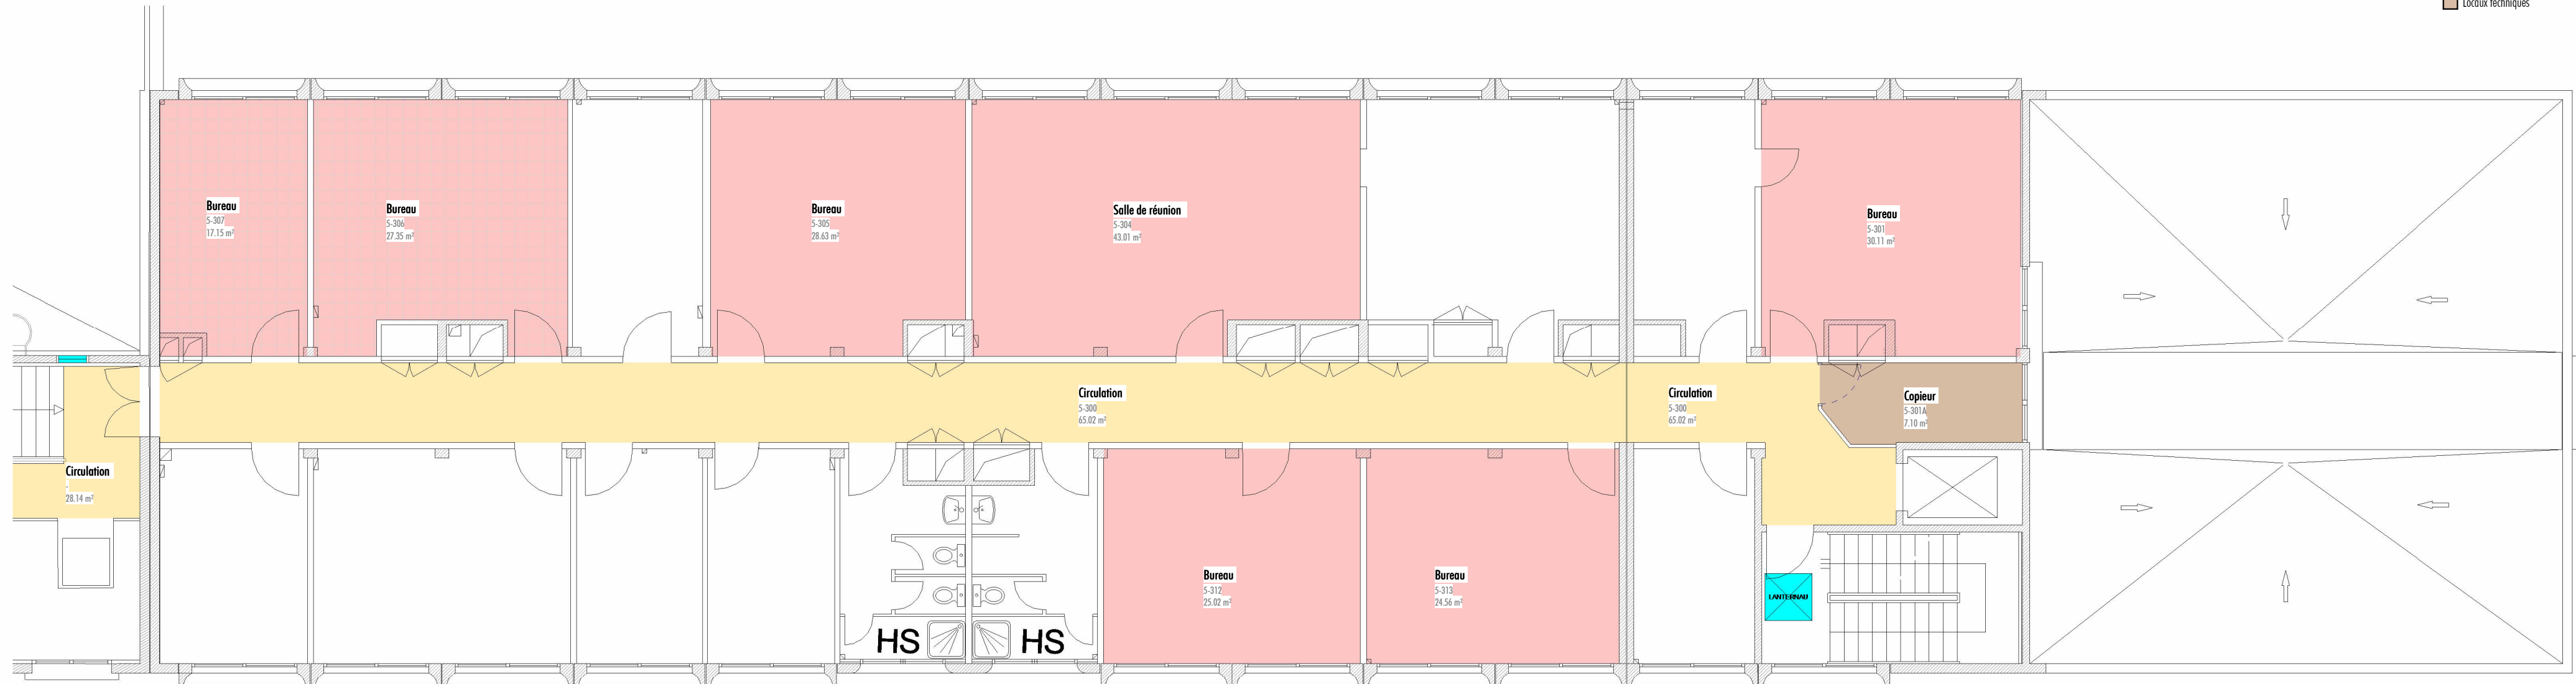 Locaux techniques
Bureau
5-307
17.15 m²
Bureau
5-306
27.35 m²
Bureau
5-305
28.63 m²
Salle de réunion
5-304
43.01 m²
Bureau
5-301
30.11 m²
Circulation
5-300
65.02 m²
Circulation
5-300
65.02 m²
Copieur
5-301A
7.10 m²
Circulation
-
28.14 m²
Bureau
5-312
25.02 m²
Bureau
5-313
24.56 m²
LANTERNAU
HS
HS